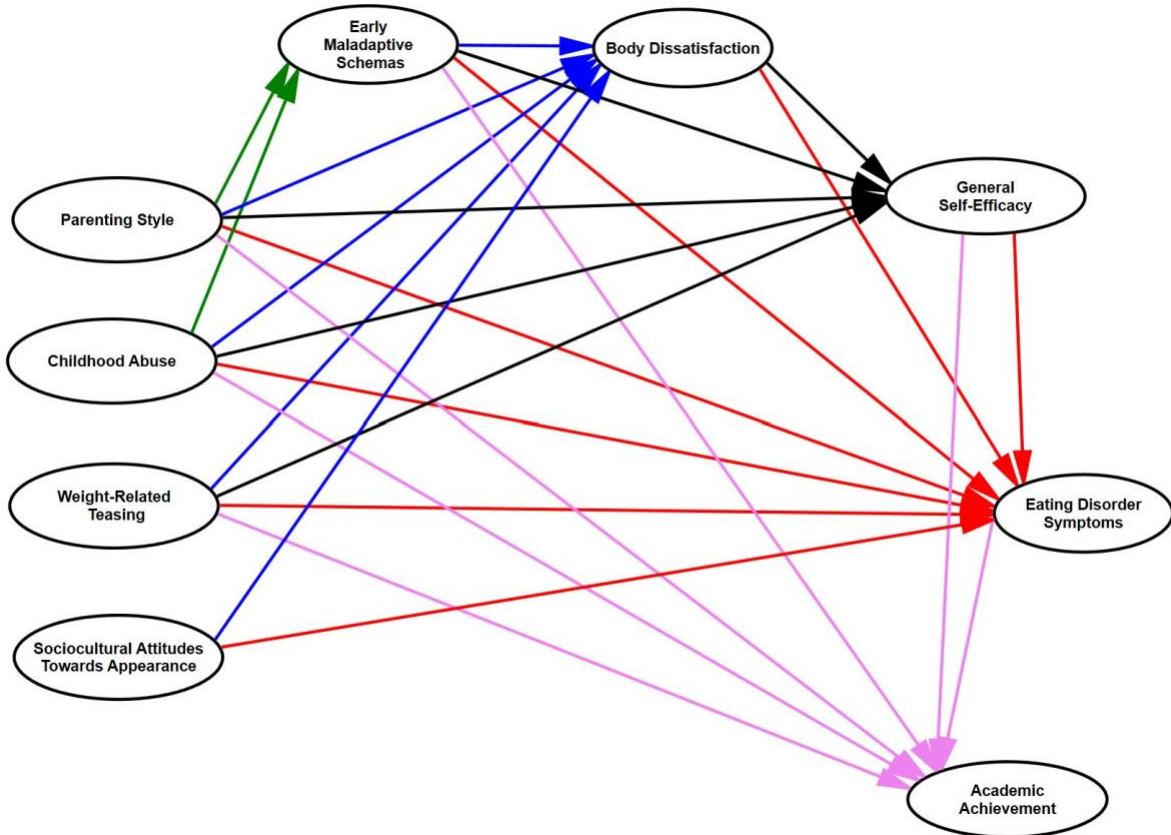 Early
Maladaptive
Schemas
Body Dissatisfaction
General
Self-Efficacy
Parenting Style
Childhood Abuse
Weight-Related
Teasing
Eating Disorder
Symptoms
Sociocultural Attitudes
Towards Appearance
Academic
Achievement